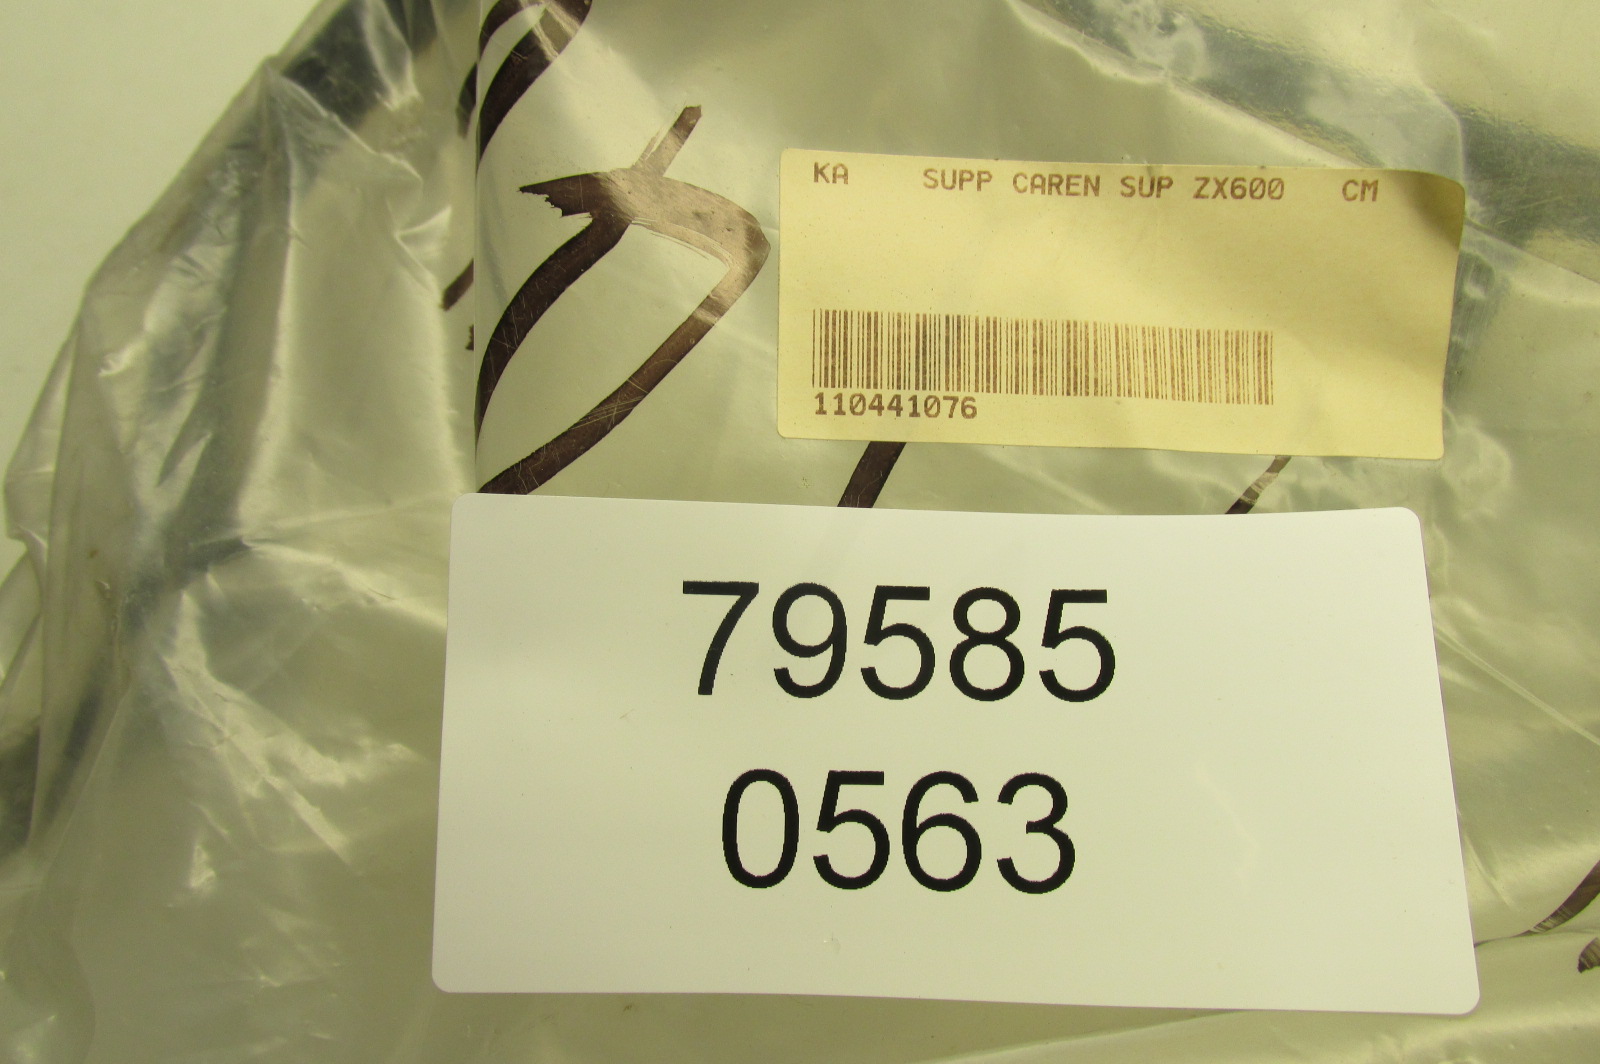 KA SUPP CAREN SUP ZX600 CM
110441076
79585
0563